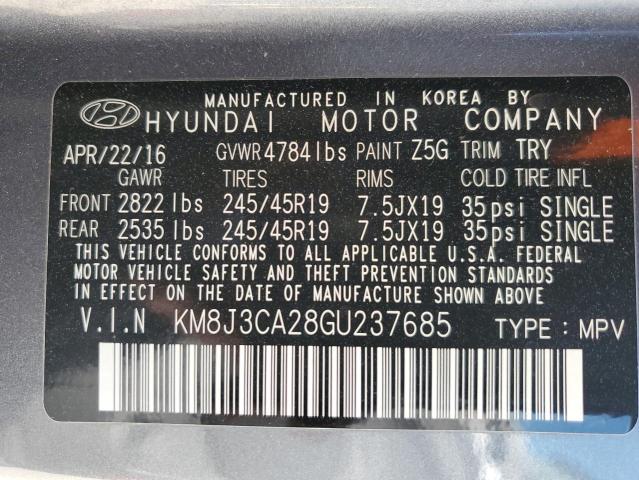 MANUFACTURED IN KOREA BY
HYUNDAI MOTOR COMPANY
APR/22/16 GVWR4784lbs PAINT Z5G TRIM TRY
GAWR TIRES RIMS COLD TIRE INFL
FRONT 2822 lbs 245/45R19 7.5JX19 35psi SINGLE
REAR 2535 lbs 245/45R19 7.5JX19 35psi SINGLE
THIS VEHICLE CONFORMS TO ALL APPLICABLE U.S.A. FEDERAL
MOTOR VEHICLE SAFETY AND THEFT PREVENTION STANDARDS
IN EFFECT ON THE DATE OF MANUFACTURE SHOWN ABOVE
V.I.N KM8J3CA28GU237685 TYPE : MPV